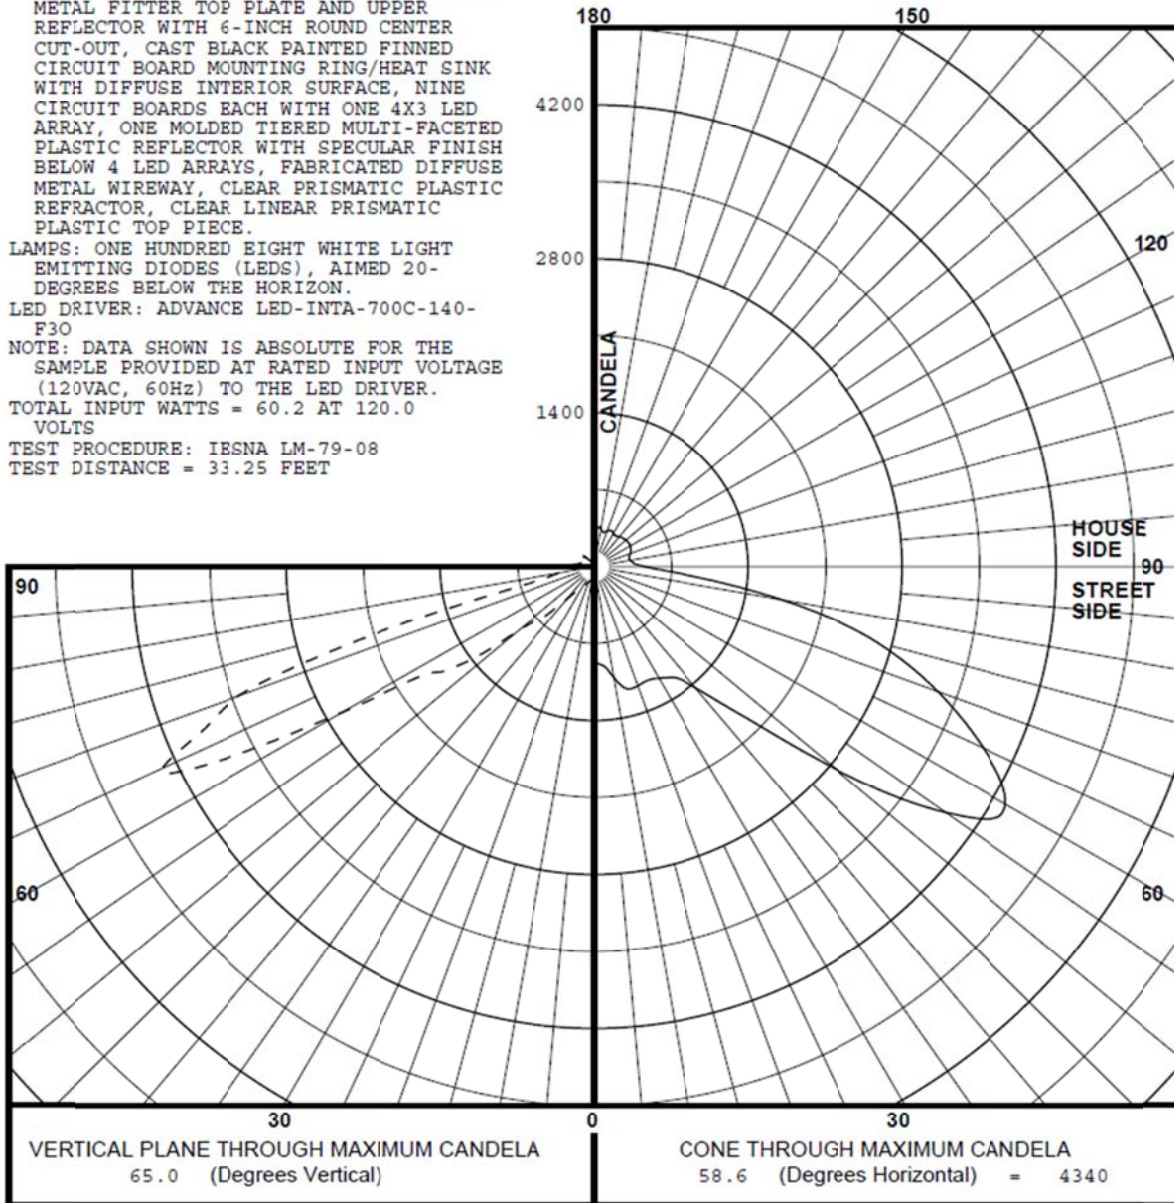 METAL FITTER TOP PLATE AND UPPER
REFLECTOR WITH 6-INCH ROUND CENTER
CUT-OUT, CAST BLACK PAINTED FINNED
CIRCUIT BOARD MOUNTING RING/HEAT SINK
WITH DIFFUSE INTERIOR SURFACE, NINE
CIRCUIT BOARDS EACH WITH ONE 4X3 LED
ARRAY, ONE MOLDED TIERED MULTI-FACETED
PLASTIC REFLECTOR WITH SPECULAR FINISH
BELOW 4 LED ARRAYS, FABRICATED DIFFUSE
METAL WIREWAY, CLEAR PRISMATIC PLASTIC
REFRACTOR, CLEAR LINEAR PRISMATIC
PLASTIC TOP PIECE.
LAMPS: ONE HUNDRED EIGHT WHITE LIGHT
EMITTING DIODES (LEDS), AIMED 20-
DEGREES BELOW THE HORIZON.
LED DRIVER: ADVANCE LED-INTA-700C-140-
F3O
NOTE: DATA SHOWN IS ABSOLUTE FOR THE
SAMPLE PROVIDED AT RATED INPUT VOLTAGE
(120VAC, 60Hz) TO THE LED DRIVER.
TOTAL INPUT WATTS = 60.2 AT 120.0
VOLTS
TEST PROCEDURE: IESNA LM-79-08
TEST DISTANCE = 33.25 FEET
180
150
4200
120
2800
CANDELA
1400
HOUSE
SIDE
90
STREET
SIDE
90
60
60
30
0
30
VERTICAL PLANE THROUGH MAXIMUM CANDELA
65.0 (Degrees Vertical)
CONE THROUGH MAXIMUM CANDELA
58.6 (Degrees Horizontal) = 4340